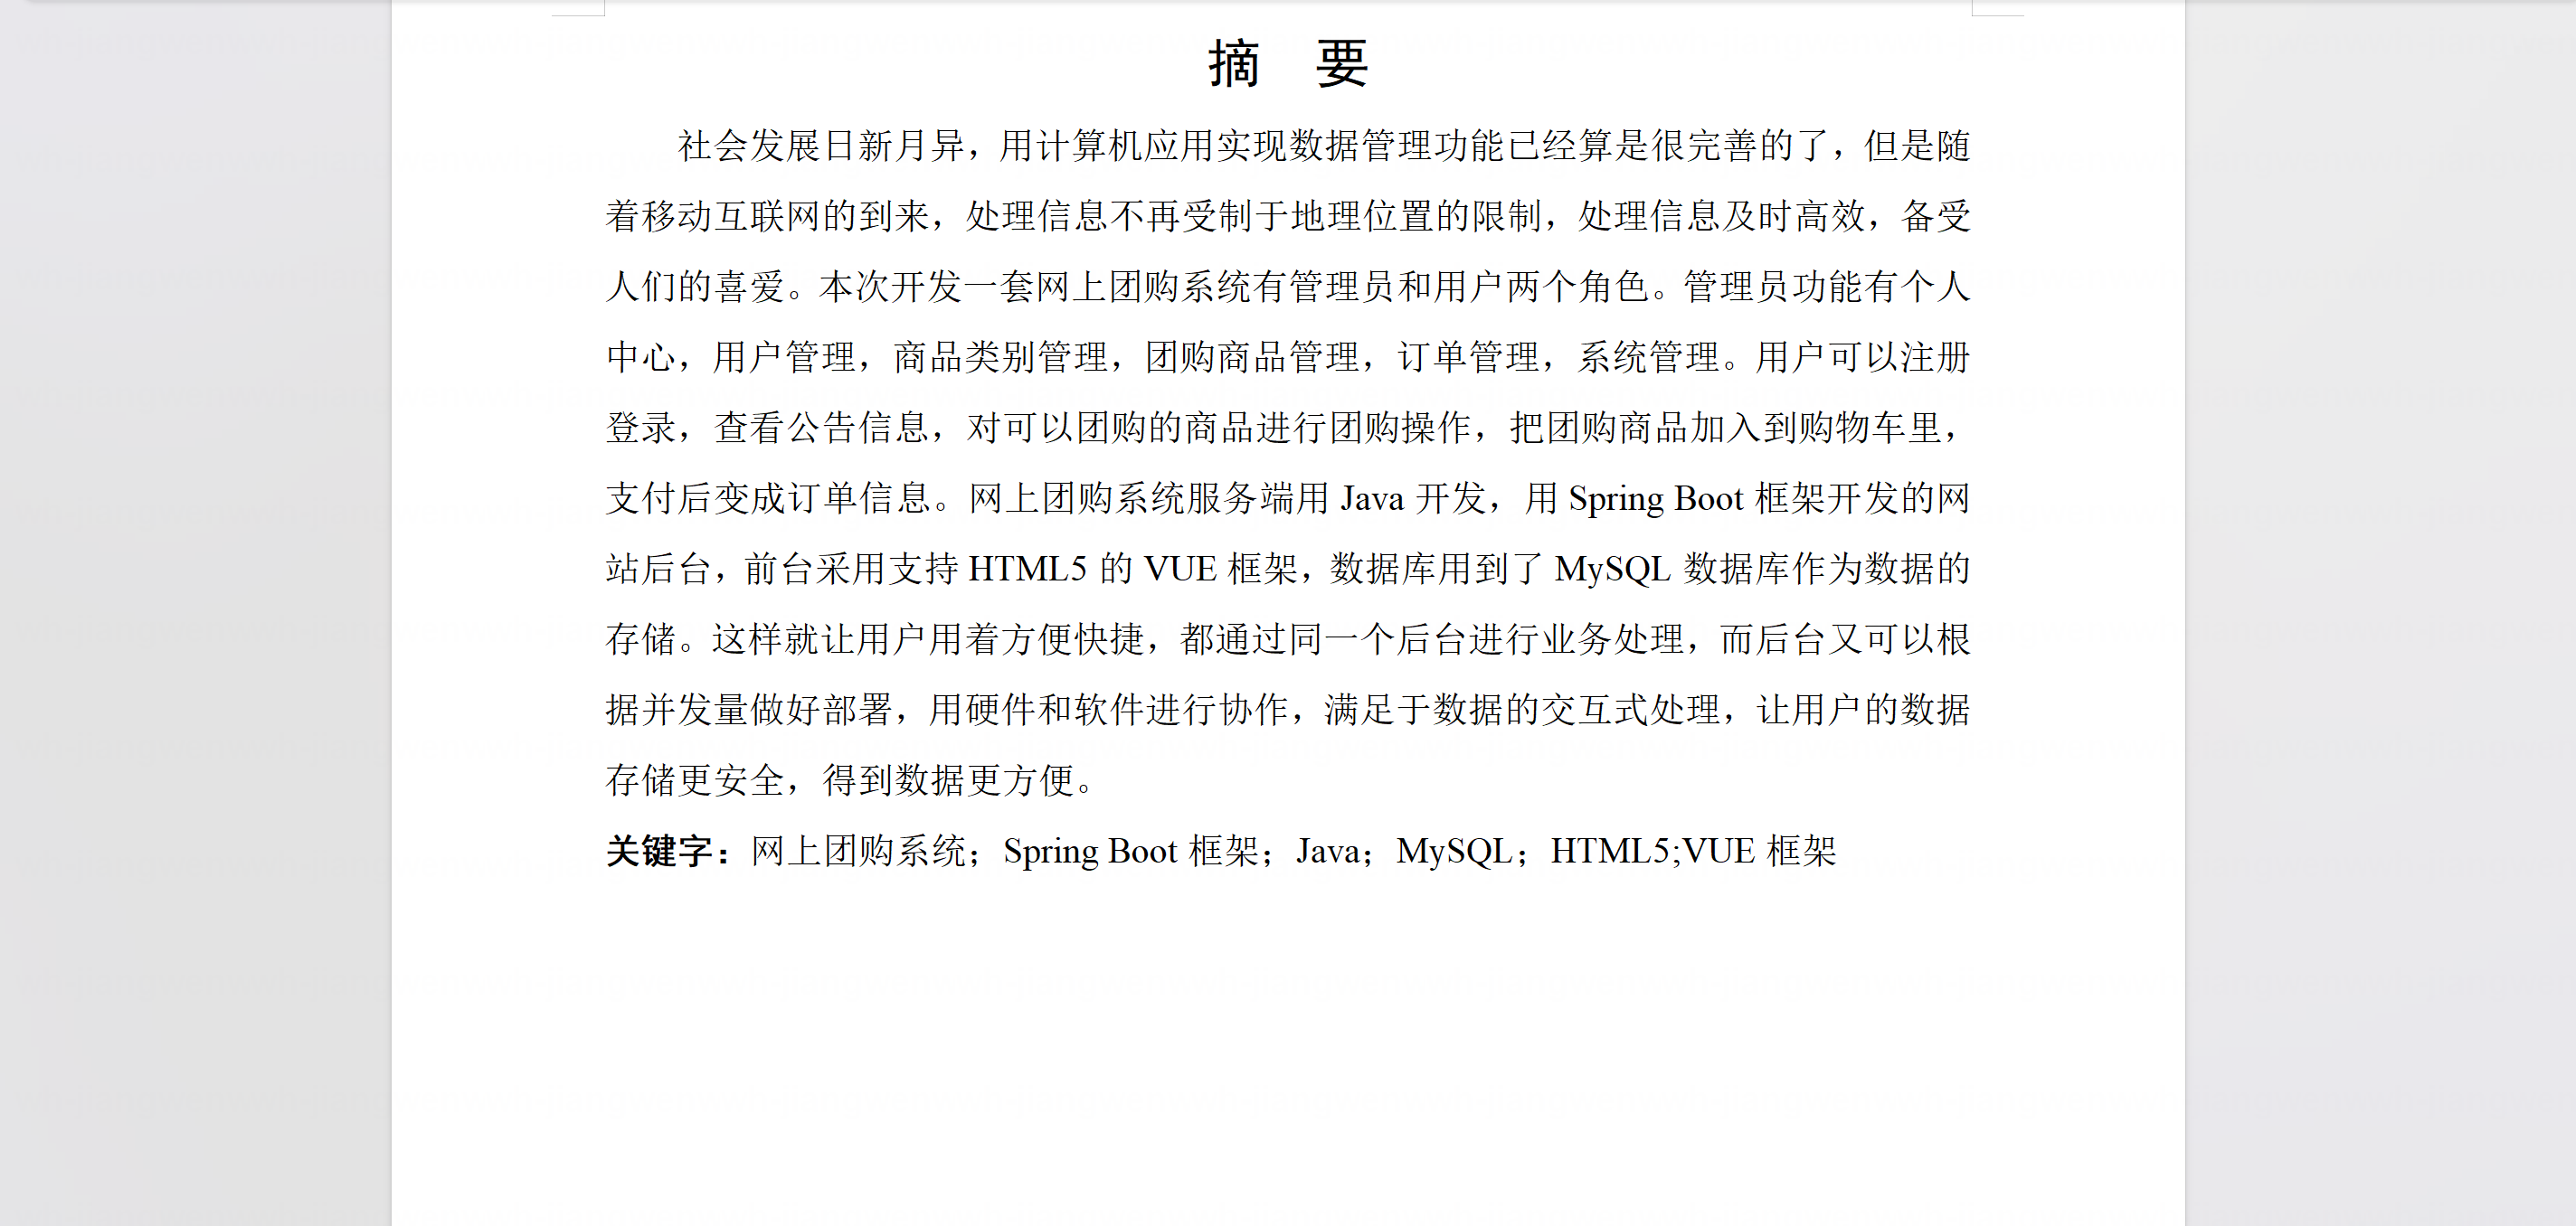 摘 要
社会发展日新月异，用计算机应用实现数据管理功能已经算是很完善的了，但是随
着移动互联网的到来，处理信息不再受制于地理位置的限制，处理信息及时高效，备受
人们的喜爱。本次开发一套网上团购系统有管理员和用户两个角色。管理员功能有个人
中心，用户管理，商品类别管理，团购商品管理，订单管理，系统管理。用户可以注册
登录，查看公告信息，对可以团购的商品进行团购操作，把团购商品加入到购物车里，
支付后变成订单信息。网上团购系统服务端用 Java 开发，用 Spring Boot 框架开发的网
站后台，前台采用支持 HTML5 的 VUE 框架，数据库用到了 MySQL 数据库作为数据的
存储。这样就让用户用着方便快捷，都通过同一个后台进行业务处理，而后台又可以根
据并发量做好部署，用硬件和软件进行协作，满足于数据的交互式处理，让用户的数据
存储更安全，得到数据更方便。
关键字：网上团购系统；Spring Boot 框架；Java；MySQL；HTML5;VUE 框架